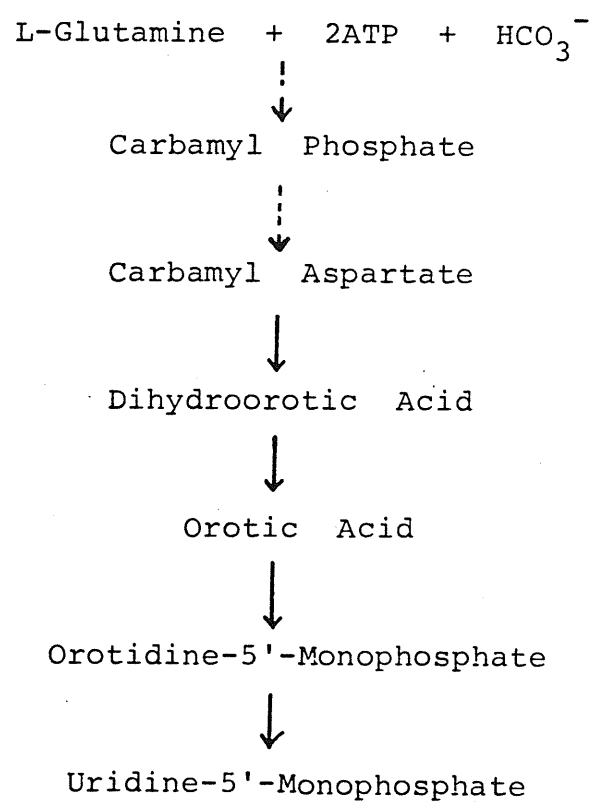 L-Glutamine + 2ATP + HCO₃⁻
Carbamyl Phosphate
Carbamyl Aspartate
Dihydroorotic Acid
Orotic Acid
Orotidine-5'-Monophosphate
Uridine-5'-Monophosphate